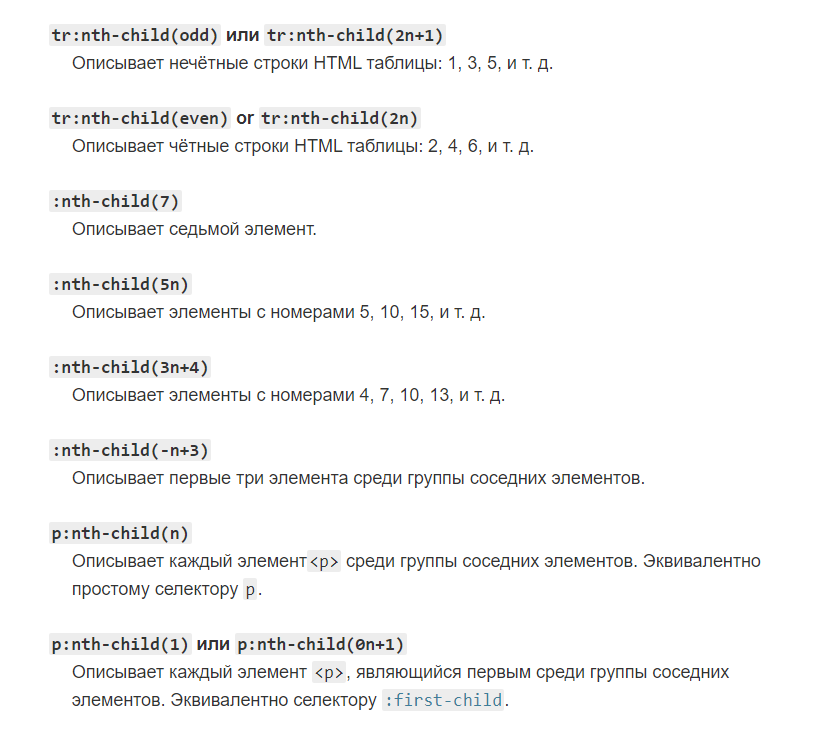 tr:nth-child(odd) или tr:nth-child(2n+1)
Описывает нечётные строки HTML таблицы: 1, 3, 5, и т. д.
tr:nth-child(even) or tr:nth-child(2n)
Описывает чётные строки HTML таблицы: 2, 4, 6, и т. д.
:nth-child(7)
Описывает седьмой элемент.
:nth-child(5n)
Описывает элементы с номерами 5, 10, 15, и т. д.
:nth-child(3n+4)
Описывает элементы с номерами 4, 7, 10, 13, и т. д.
:nth-child(-n+3)
Описывает первые три элемента среди группы соседних элементов.
p:nth-child(n)
Описывает каждый элемент<p> среди группы соседних элементов. Эквивалентно
простому селектору p.
p:nth-child(1) или p:nth-child(0n+1)
Описывает каждый элемент <p>, являющийся первым среди группы соседних
элементов. Эквивалентно селектору :first-child.